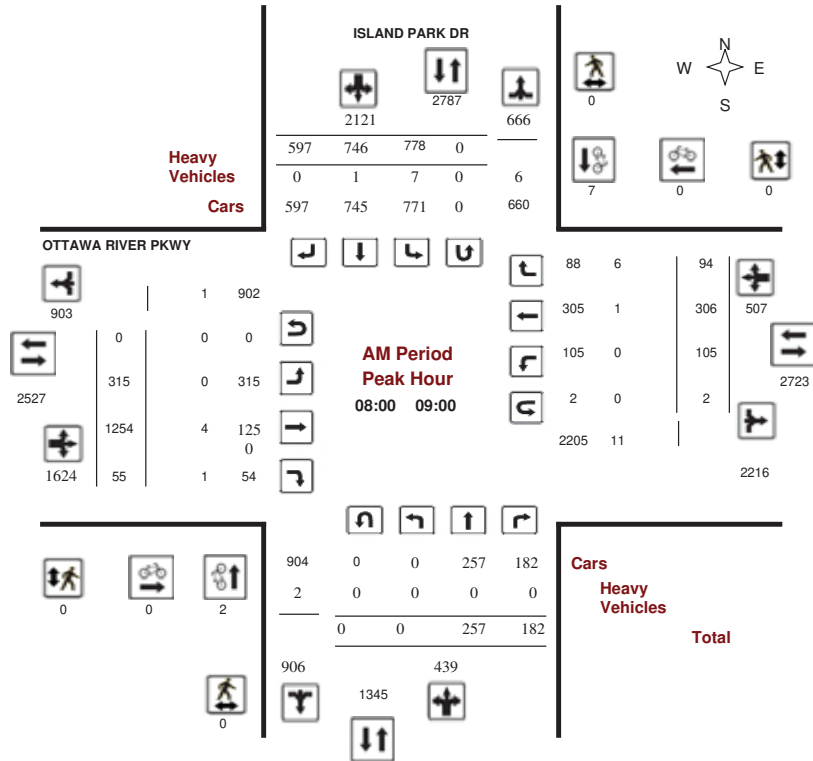 ISLAND PARK DR
N
W E
S
2787
0
2121
666
597 746 778 0
Heavy
Vehicles
0 1 7 0 6
7 0 0
Cars
597 745 771 0 660
OTTAWA RIVER PKWY
88 6 94
903
1 902
305 1 306
507
0 0 0
AM Period
105 0 105
2527
315 0 315
Peak Hour
2723
08:00 09:00
2 0 2
1254 4 125
0
2205 11
1624
55 1 54
2216
904 0 0 257 182
Cars
2 0 0 0 0
Heavy
Vehicles
0 0 2
0 0 257 182
Total
906
439
1345
0